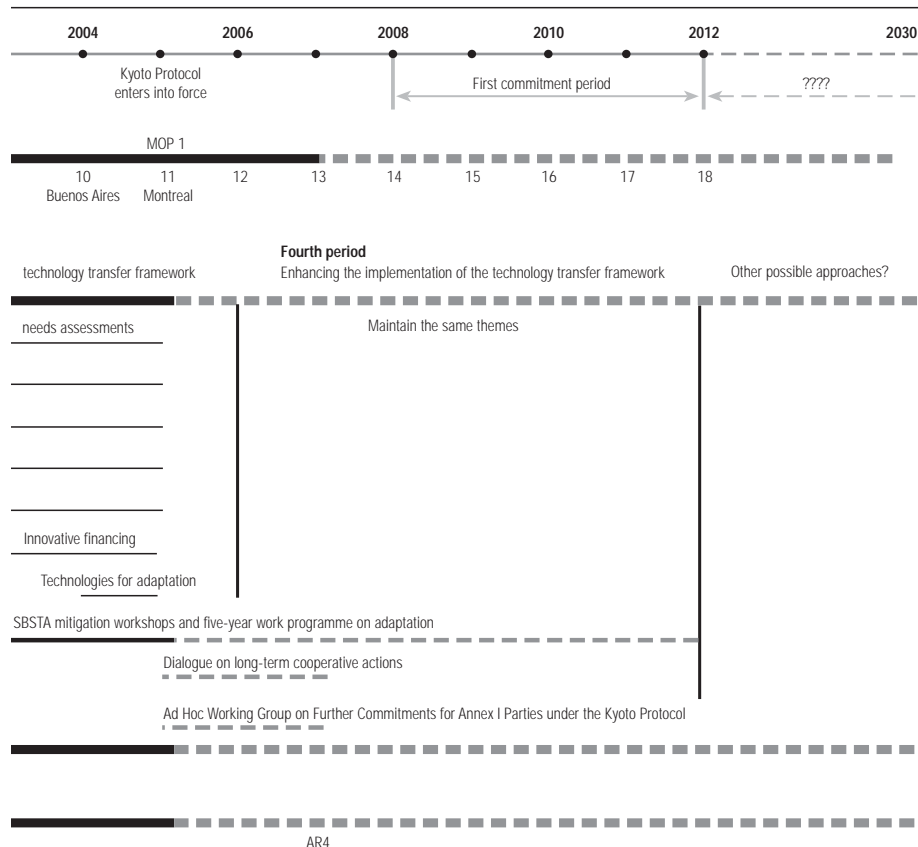 2004 2006 2008 2010 2012 2030
Kyoto Protocol
enters into force
First commitment period
????
MOP 1
10 11 12 13 14 15 16 17 18
Buenos Aires Montreal
Fourth period
technology transfer framework
Enhancing the implementation of the technology transfer framework
Other possible approaches?
needs assessments
Maintain the same themes
Innovative financing
Technologies for adaptation
SBSTA mitigation workshops and five-year work programme on adaptation
Dialogue on long-term cooperative actions
Ad Hoc Working Group on Further Commitments for Annex I Parties under the Kyoto Protocol
AR4